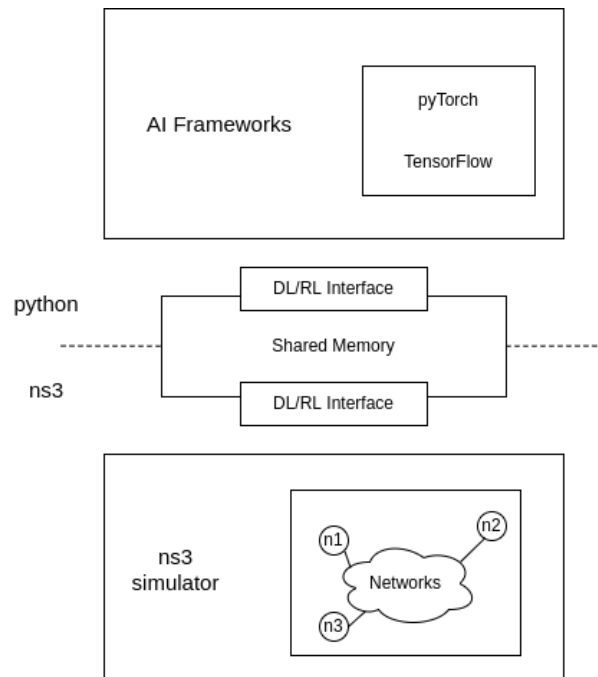 AI Frameworks
pyTorch
TensorFlow
python
DL/RL Interface
Shared Memory
ns3
DL/RL Interface
ns3
simulator
n1
n2
Networks
n3